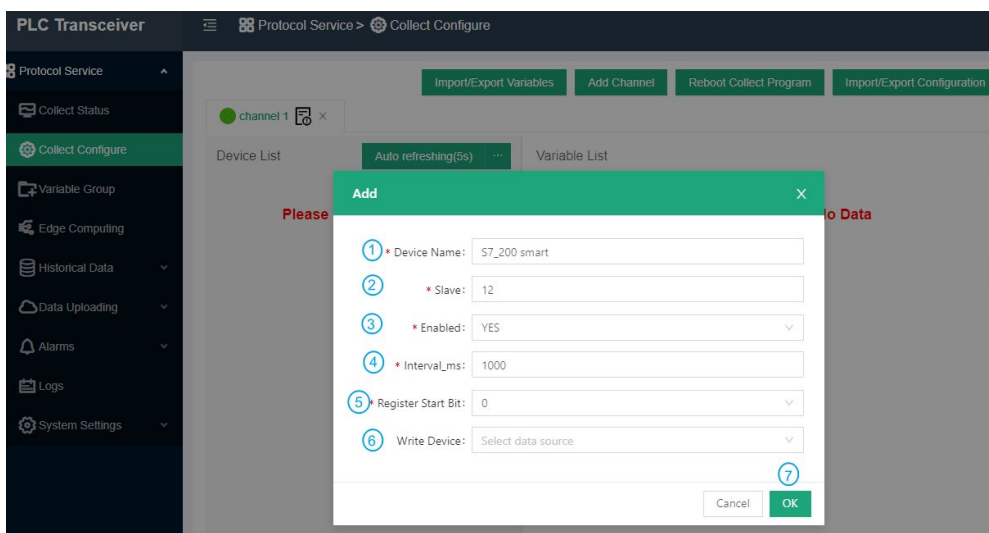 PLC Transceiver
Protocol Service > Collect Configure
Protocol Service
Import/Export Variables Add Channel Reboot Collect Program Import/Export Configuration
Collect Status
channel 1 ×
Collect Configure
Device List Auto refreshing(5s) ... Variable List
Variable Group
Add X
Please
No Data
Edge Computing
① * Device Name: S7_200 smart
Historical Data
② * Slave: 12
Data Uploading
③ * Enabled: YES
Alarms
④ * Interval_ms: 1000
Logs
⑤ * Register Start Bit: 0
System Settings
⑥ Write Device: Select data source
⑦
Cancel OK